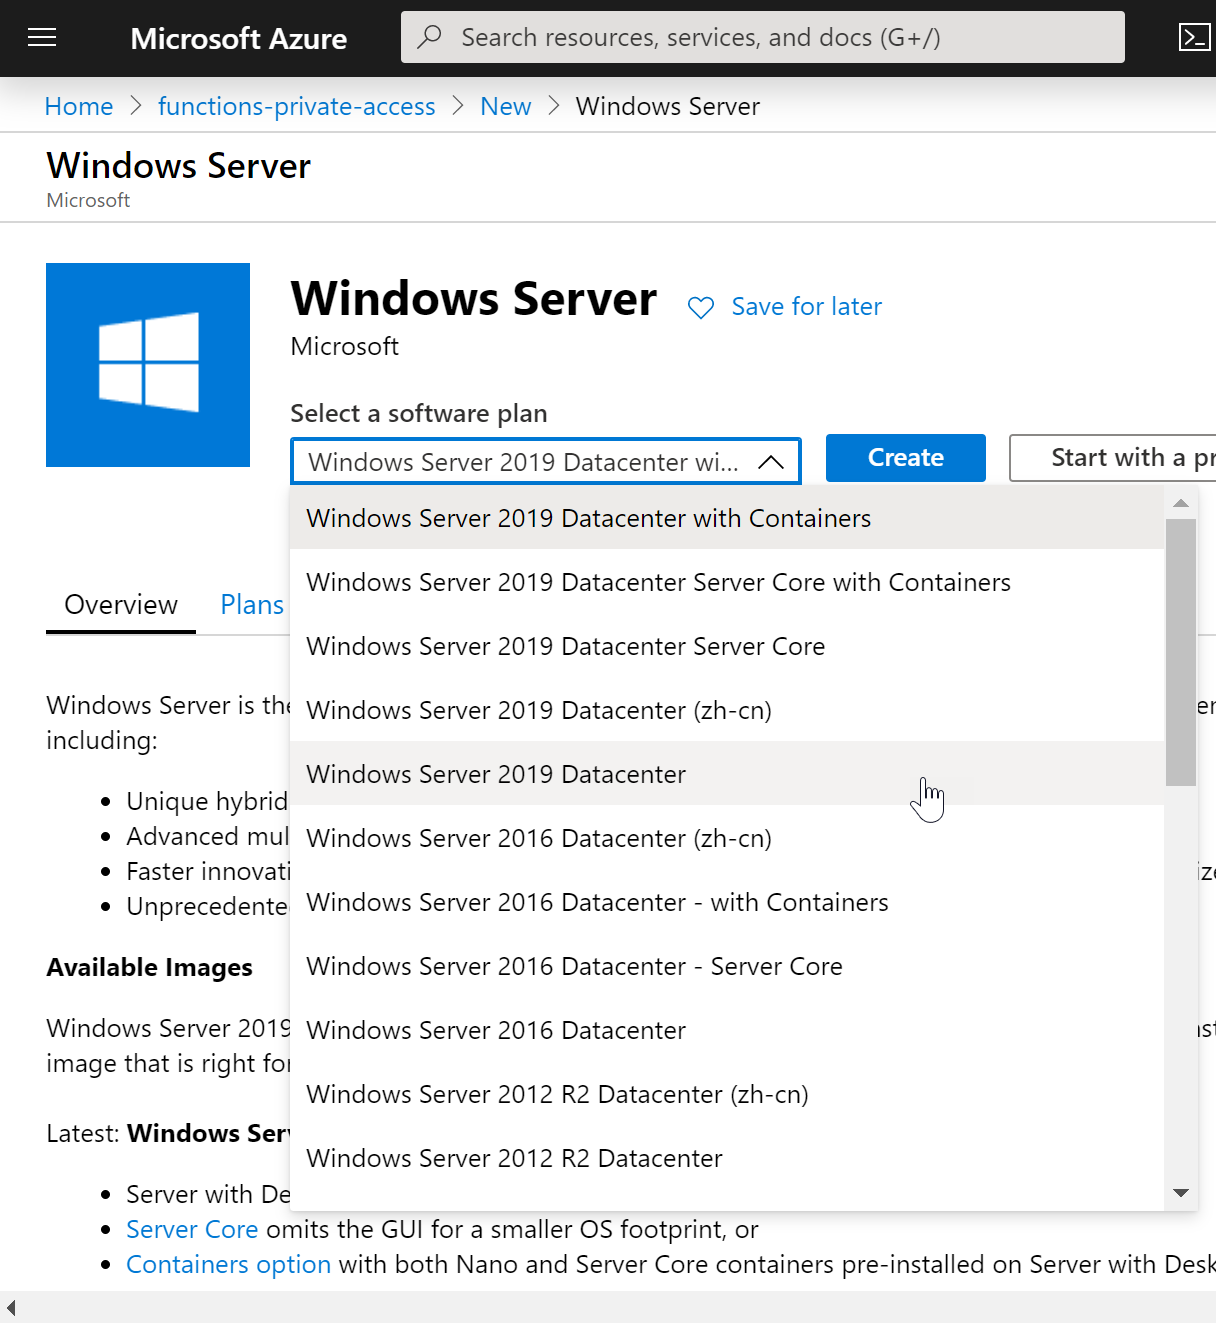 Microsoft Azure
Search resources, services, and docs (G+/)
Home > functions-private-access > New > Windows Server
Windows Server
Microsoft
Windows Server
Save for later
Microsoft
Select a software plan
Windows Server 2019 Datacenter wi...
Create
Start with a pr
Windows Server 2019 Datacenter with Containers
Windows Server 2019 Datacenter Server Core with Containers
Windows Server 2019 Datacenter Server Core
Windows Server 2019 Datacenter (zh-cn)
Windows Server 2019 Datacenter
Windows Server 2016 Datacenter (zh-cn)
Windows Server 2016 Datacenter - with Containers
Windows Server 2016 Datacenter - Server Core
Windows Server 2016 Datacenter
Windows Server 2012 R2 Datacenter (zh-cn)
Windows Server 2012 R2 Datacenter
Overview
Plans
Windows Server is the
including:
• Unique hybrid
• Advanced mul
• Faster innovati
• Unprecedente
Available Images
Windows Server 2019
image that is right for
Latest: Windows Serv
• Server with De
• Server Core omits the GUI for a smaller OS footprint, or
• Containers option with both Nano and Server Core containers pre-installed on Server with Desk